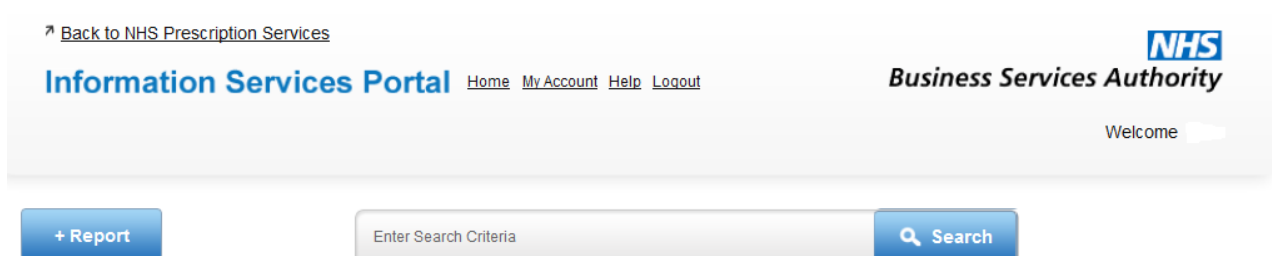 Back to NHS Prescription Services
NHS
Information Services Portal Home My Account Help Logout
Business Services Authority
Welcome
+ Report
Enter Search Criteria
Search